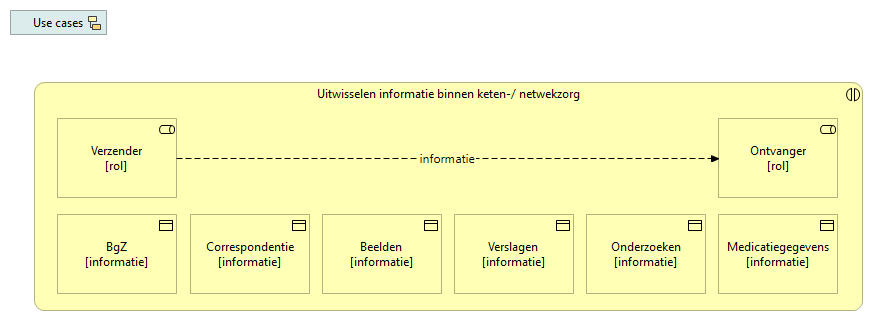 Use cases
Uitwisselen informatie binnen keten-/ netwekzorg
Verzender
[rol]
informatie
Ontvanger
[rol]
BgZ
[informatie]
Correspondentie
[informatie]
Beelden
[informatie]
Verslagen
[informatie]
Onderzoeken
[informatie]
Medicatiegegevens
[informatie]